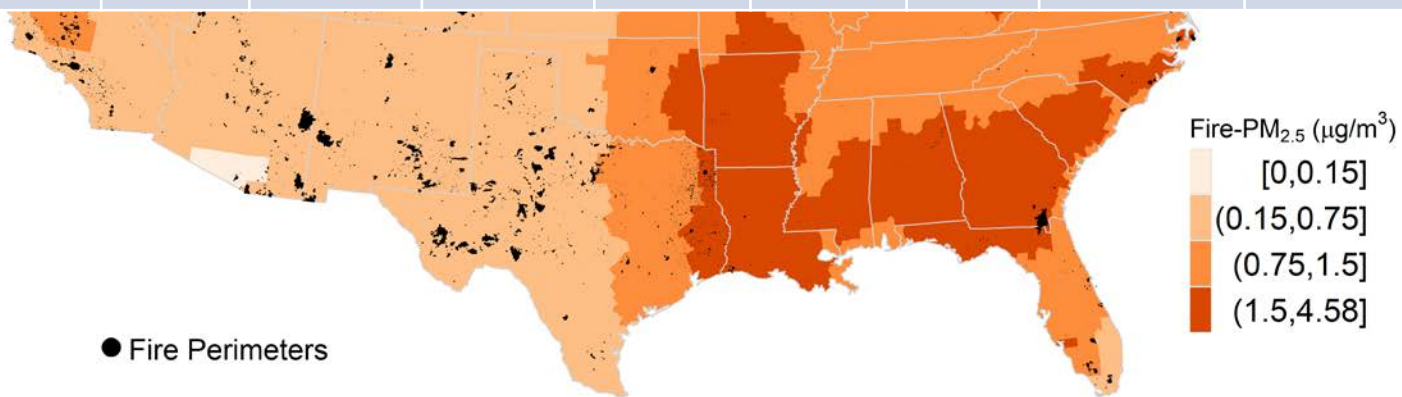 Fire-PM₂.₅ (μg/m³)
[0,0.15]
(0.15,0.75]
(0.75,1.5]
(1.5,4.58]
Fire Perimeters